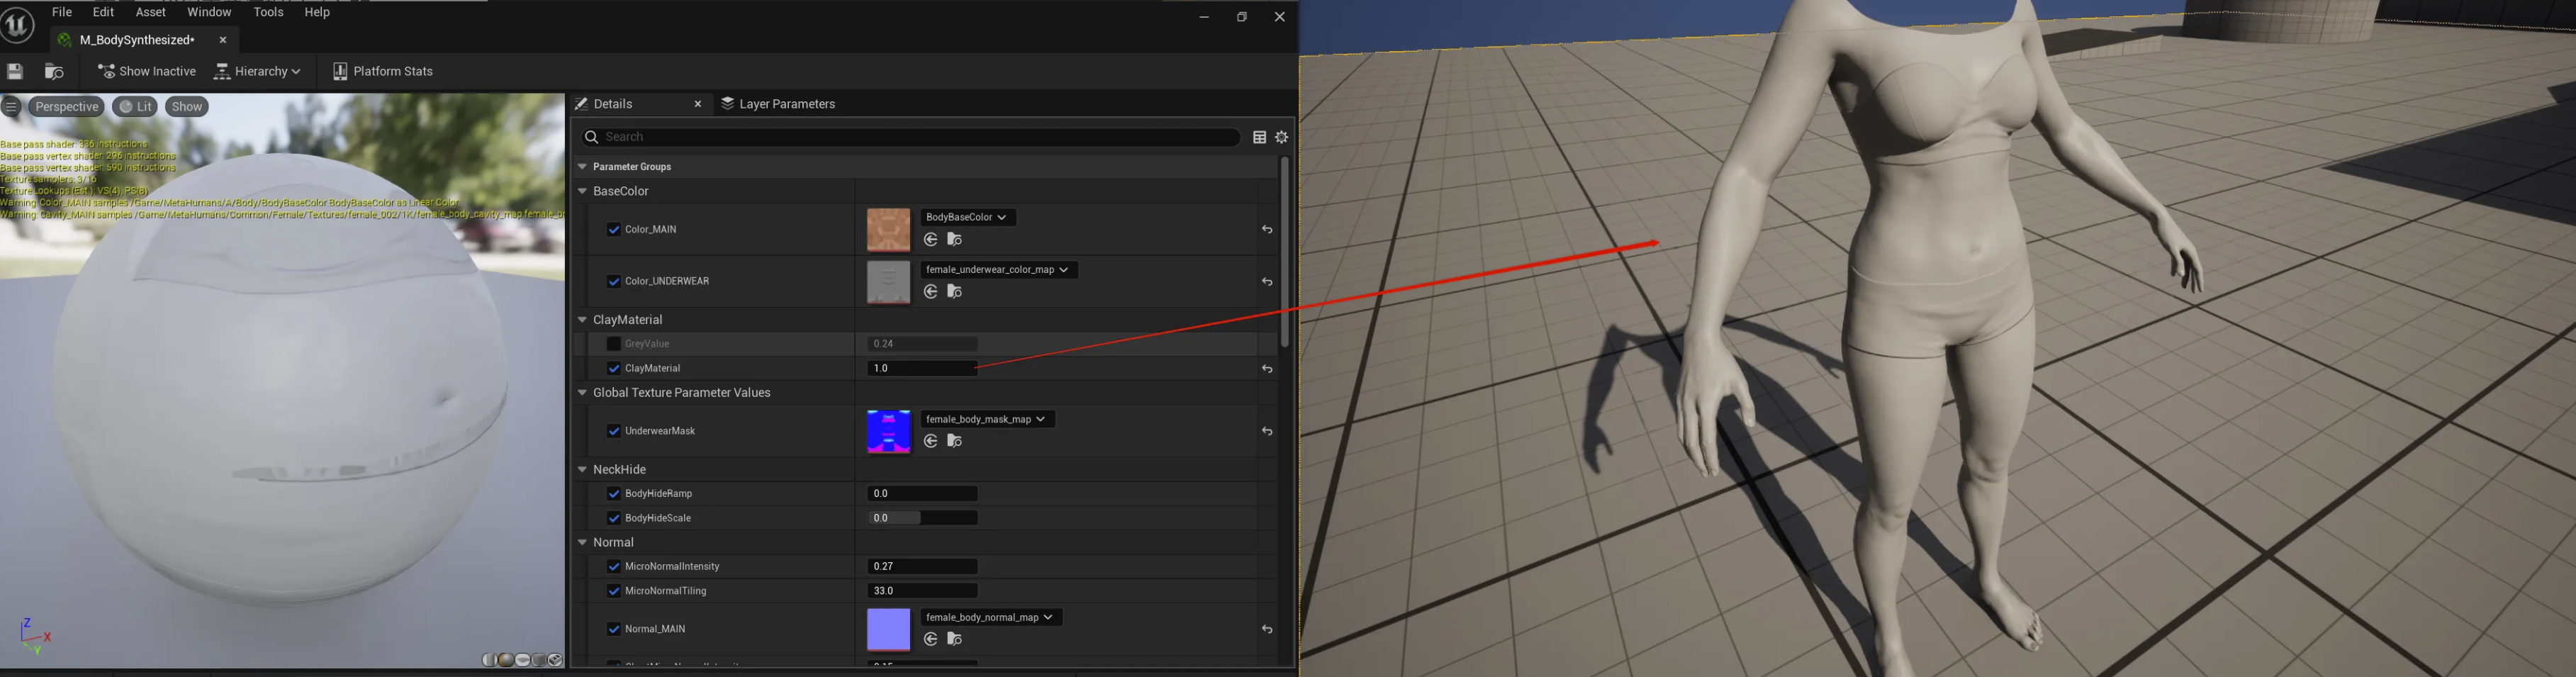 File Edit Asset Window Tools Help
M_BodySynthesized*
Show Inactive Hierarchy Platform Stats
Perspective Lit Show
Base pass shader: 336 instructions
Base pass vertex shader: 296 instructions
Base pass vertex shader: 590 instructions
Texture samplers: 9/16
Texture Lookups (Est.): VS(4), PS(8)
Warning: Color_MAIN samples /Game/MetaHumans/A/Body/BodyBaseColor.BodyBaseColor as Linear Color.
Warning: Cavity_MAIN samples /Game/MetaHumans/Common/Female/Textures/female_002/1K/female_body_cavity_map.female_bo
Z
X
Y
Details Layer Parameters
Search
Parameter Groups
BaseColor
Color_MAIN BodyBaseColor
Color_UNDERWEAR female_underwear_color_map
ClayMaterial
GreyValue 0.24
ClayMaterial 1.0
Global Texture Parameter Values
UnderwearMask female_body_mask_map
NeckHide
BodyHideRamp 0.0
BodyHideScale 0.0
Normal
MicroNormalIntensity 0.27
MicroNormalTiling 33.0
Normal_MAIN female_body_normal_map